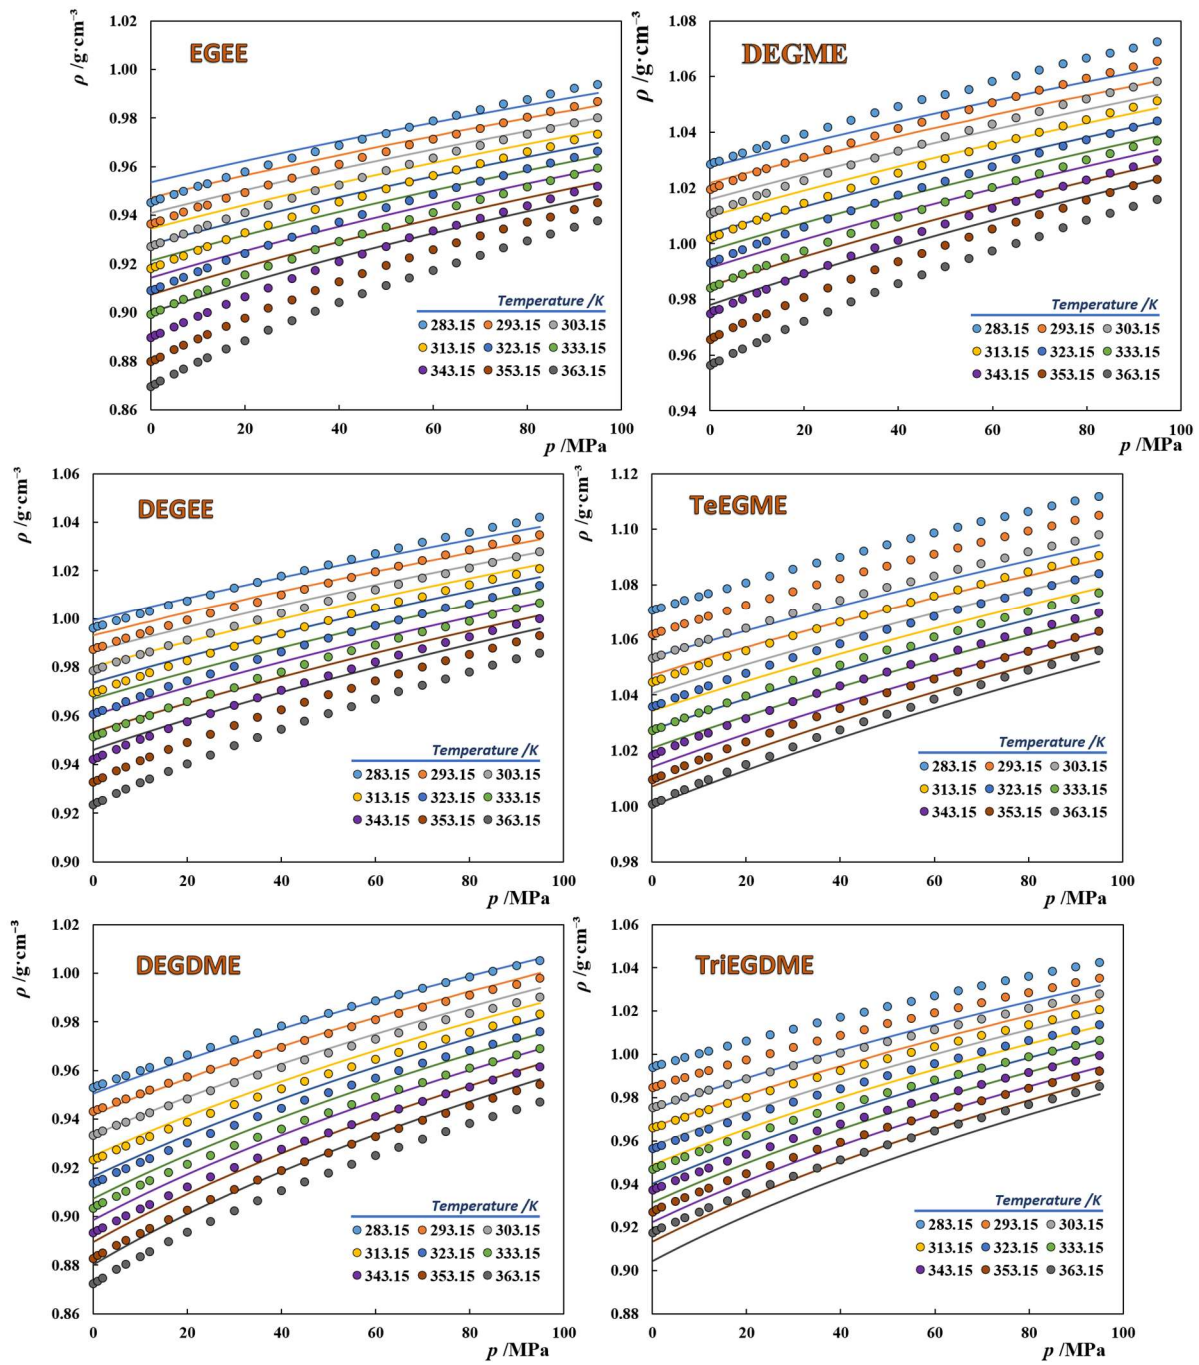 EGEE
ρ /g·cm⁻³
1.02
1.00
0.98
0.96
0.94
0.92
0.90
0.88
0.86
0 20 40 60 80 100
p /MPa
Temperature /K
283.15 293.15 303.15
313.15 323.15 333.15
343.15 353.15 363.15
DEGME
ρ /g·cm⁻³
1.08
1.06
1.04
1.02
1.00
0.98
0.96
0.94
0 20 40 60 80 100
p /MPa
Temperature /K
283.15 293.15 303.15
313.15 323.15 333.15
343.15 353.15 363.15
DEGEE
ρ /g·cm⁻³
1.06
1.04
1.02
1.00
0.98
0.96
0.94
0.92
0.90
0 20 40 60 80 100
p /MPa
Temperature /K
283.15 293.15 303.15
313.15 323.15 333.15
343.15 353.15 363.15
TeEGME
ρ /g·cm⁻³
1.12
1.10
1.08
1.06
1.04
1.02
1.00
0.98
0 20 40 60 80 100
p /MPa
Temperature /K
283.15 293.15 303.15
313.15 323.15 333.15
343.15 353.15 363.15
DEGDME
ρ /g·cm⁻³
1.02
1.00
0.98
0.96
0.94
0.92
0.90
0.88
0.86
0 20 40 60 80 100
p /MPa
Temperature /K
283.15 293.15 303.15
313.15 323.15 333.15
343.15 353.15 363.15
TriEGDME
ρ /g·cm⁻³
1.06
1.04
1.02
1.00
0.98
0.96
0.94
0.92
0.90
0.88
0 20 40 60 80 100
p /MPa
Temperature /K
283.15 293.15 303.15
313.15 323.15 333.15
343.15 353.15 363.15